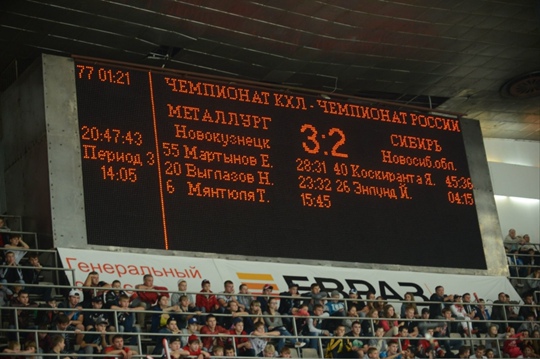 77 01:21
ЧЕМПИОНАТ КХЛ - ЧЕМПИОНАТ РОССИИ
МЕТАЛЛУРГ 3:2 СИБИРЬ
Новокузнецк Новосиб.обл.
20:47:43
Период 3
14:05
55 Мартынов Е. 28:31 40 Коскиранта Я. 45:36
20 Выглазов Н. 23:32 26 Энлунд Й. 04:15
6 Мянтюля Т. 15:45
Генеральный ЕВРАЗ